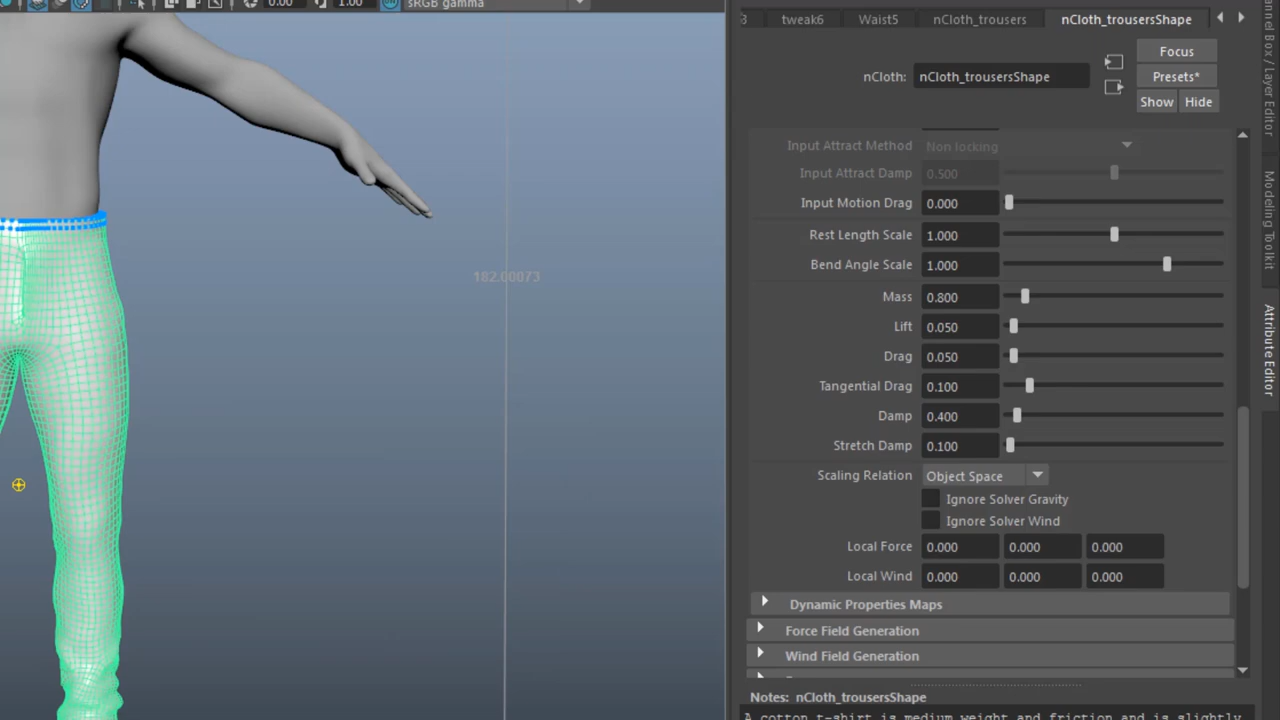 0.00 1.00 sRGB gamma
3 tweak6 Waist5 nCloth_trousers nCloth_trousersShape
Focus
nCloth: nCloth_trousersShape
Presets*
Show Hide
Input Attract Method Non locking
Input Attract Damp 0.500
Input Motion Drag 0.000
Rest Length Scale 1.000
Bend Angle Scale 1.000
Mass 0.800
Lift 0.050
Drag 0.050
Tangential Drag 0.100
Damp 0.400
Stretch Damp 0.100
Scaling Relation Object Space
Ignore Solver Gravity
Ignore Solver Wind
Local Force 0.000 0.000 0.000
Local Wind 0.000 0.000 0.000
Dynamic Properties Maps
Force Field Generation
Wind Field Generation
Notes: nCloth_trousersShape
A cotton t-shirt is medium weight and friction and is slightly
182.00073
Box / Layer Editor
Modeling Toolkit
Attribute Editor